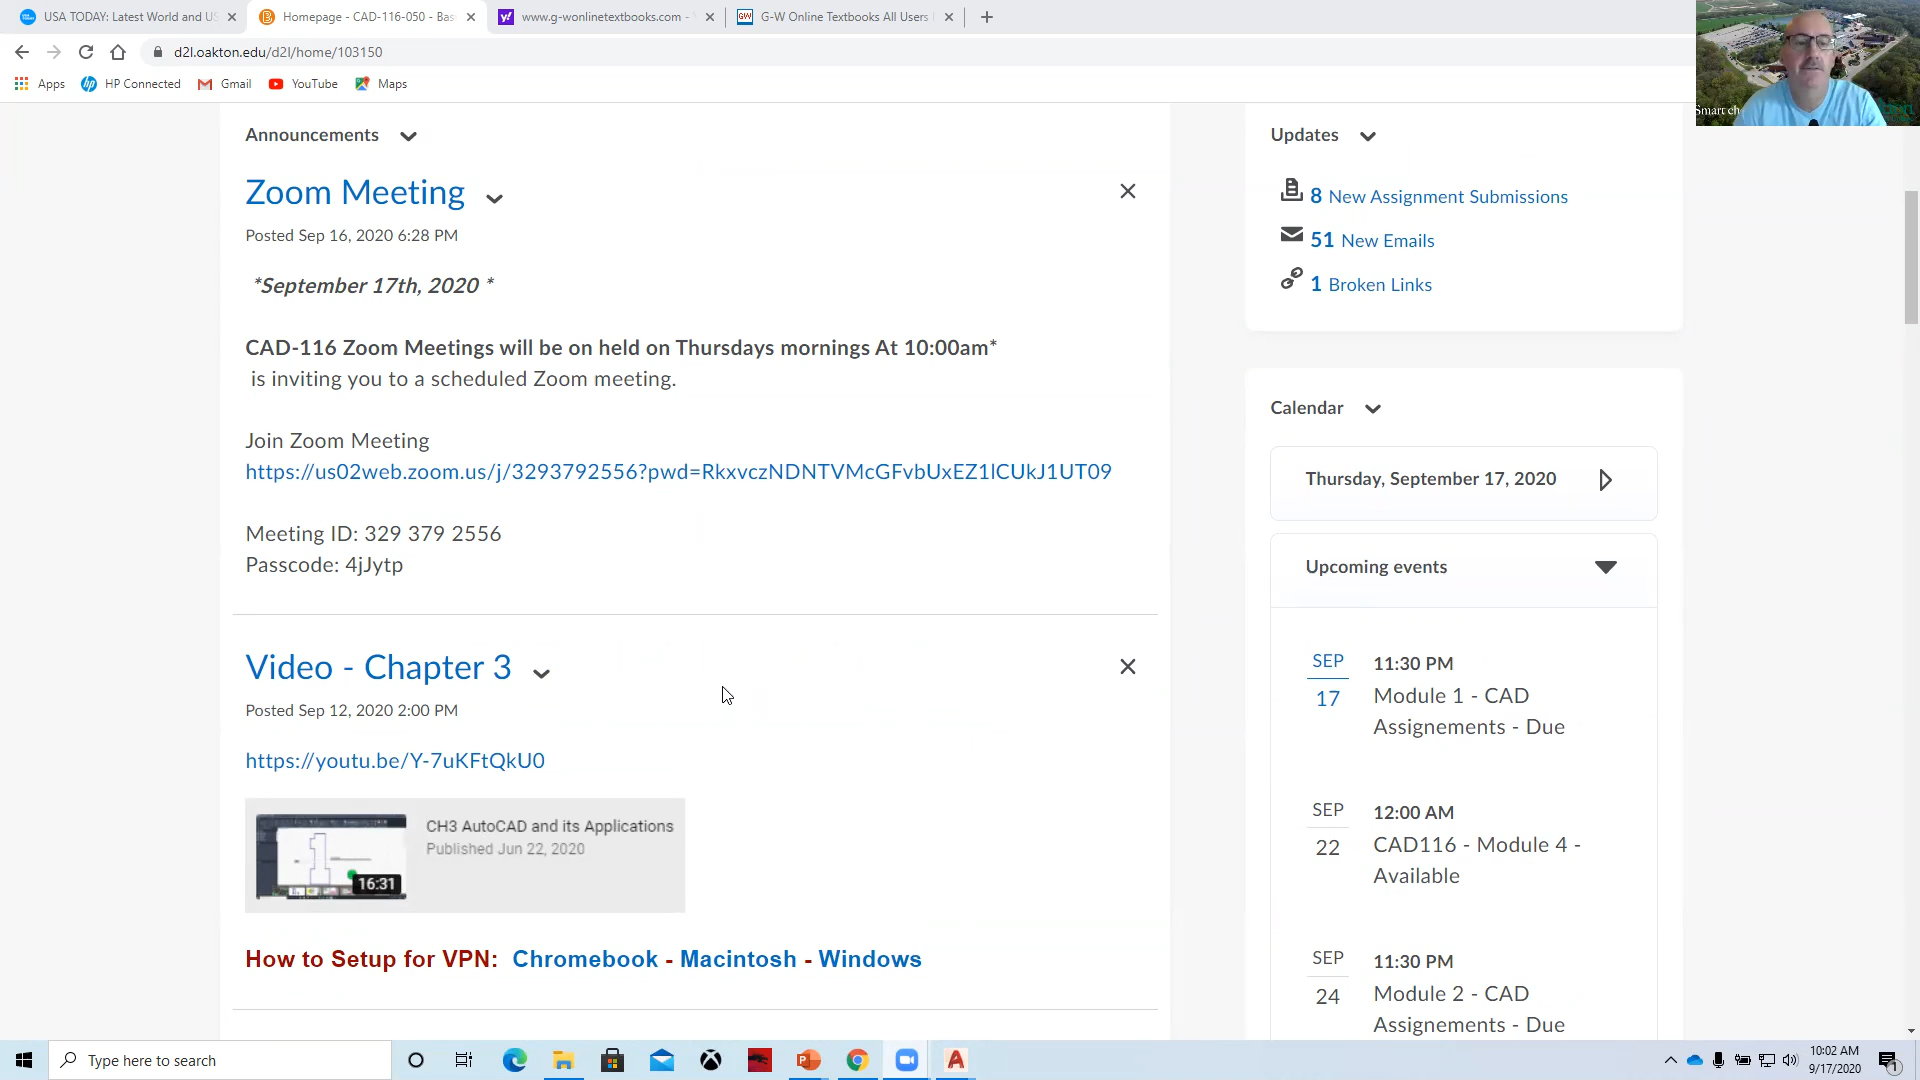 USA TODAY: Latest World and US
Homepage - CAD-116-050 - Bas
www.g-wonlinetextbooks.com -
G-W Online Textbooks All Users
d2l.oakton.edu/d2l/home/103150
Apps
HP Connected
Gmail
YouTube
Maps
Smart ch
Announcements
Zoom Meeting
Posted Sep 16, 2020 6:28 PM
*September 17th, 2020 *
CAD-116 Zoom Meetings will be on held on Thursdays mornings At 10:00am*
is inviting you to a scheduled Zoom meeting.
Join Zoom Meeting
https://us02web.zoom.us/j/3293792556?pwd=RkxvczNDNTVMcGFvbUxEZ1lCUkJ1UT09
Meeting ID: 329 379 2556
Passcode: 4jJytp
Video - Chapter 3
Posted Sep 12, 2020 2:00 PM
https://youtu.be/Y-7uKFtQkU0
CH3 AutoCAD and its Applications
Published Jun 22, 2020
16:31
How to Setup for VPN: Chromebook - Macintosh - Windows
Updates
8 New Assignment Submissions
51 New Emails
1 Broken Links
Calendar
Thursday, September 17, 2020
Upcoming events
SEP
17
11:30 PM
Module 1 - CAD
Assignements - Due
SEP
22
12:00 AM
CAD116 - Module 4 -
Available
SEP
24
11:30 PM
Module 2 - CAD
Assignements - Due
Type here to search
10:02 AM
9/17/2020
1